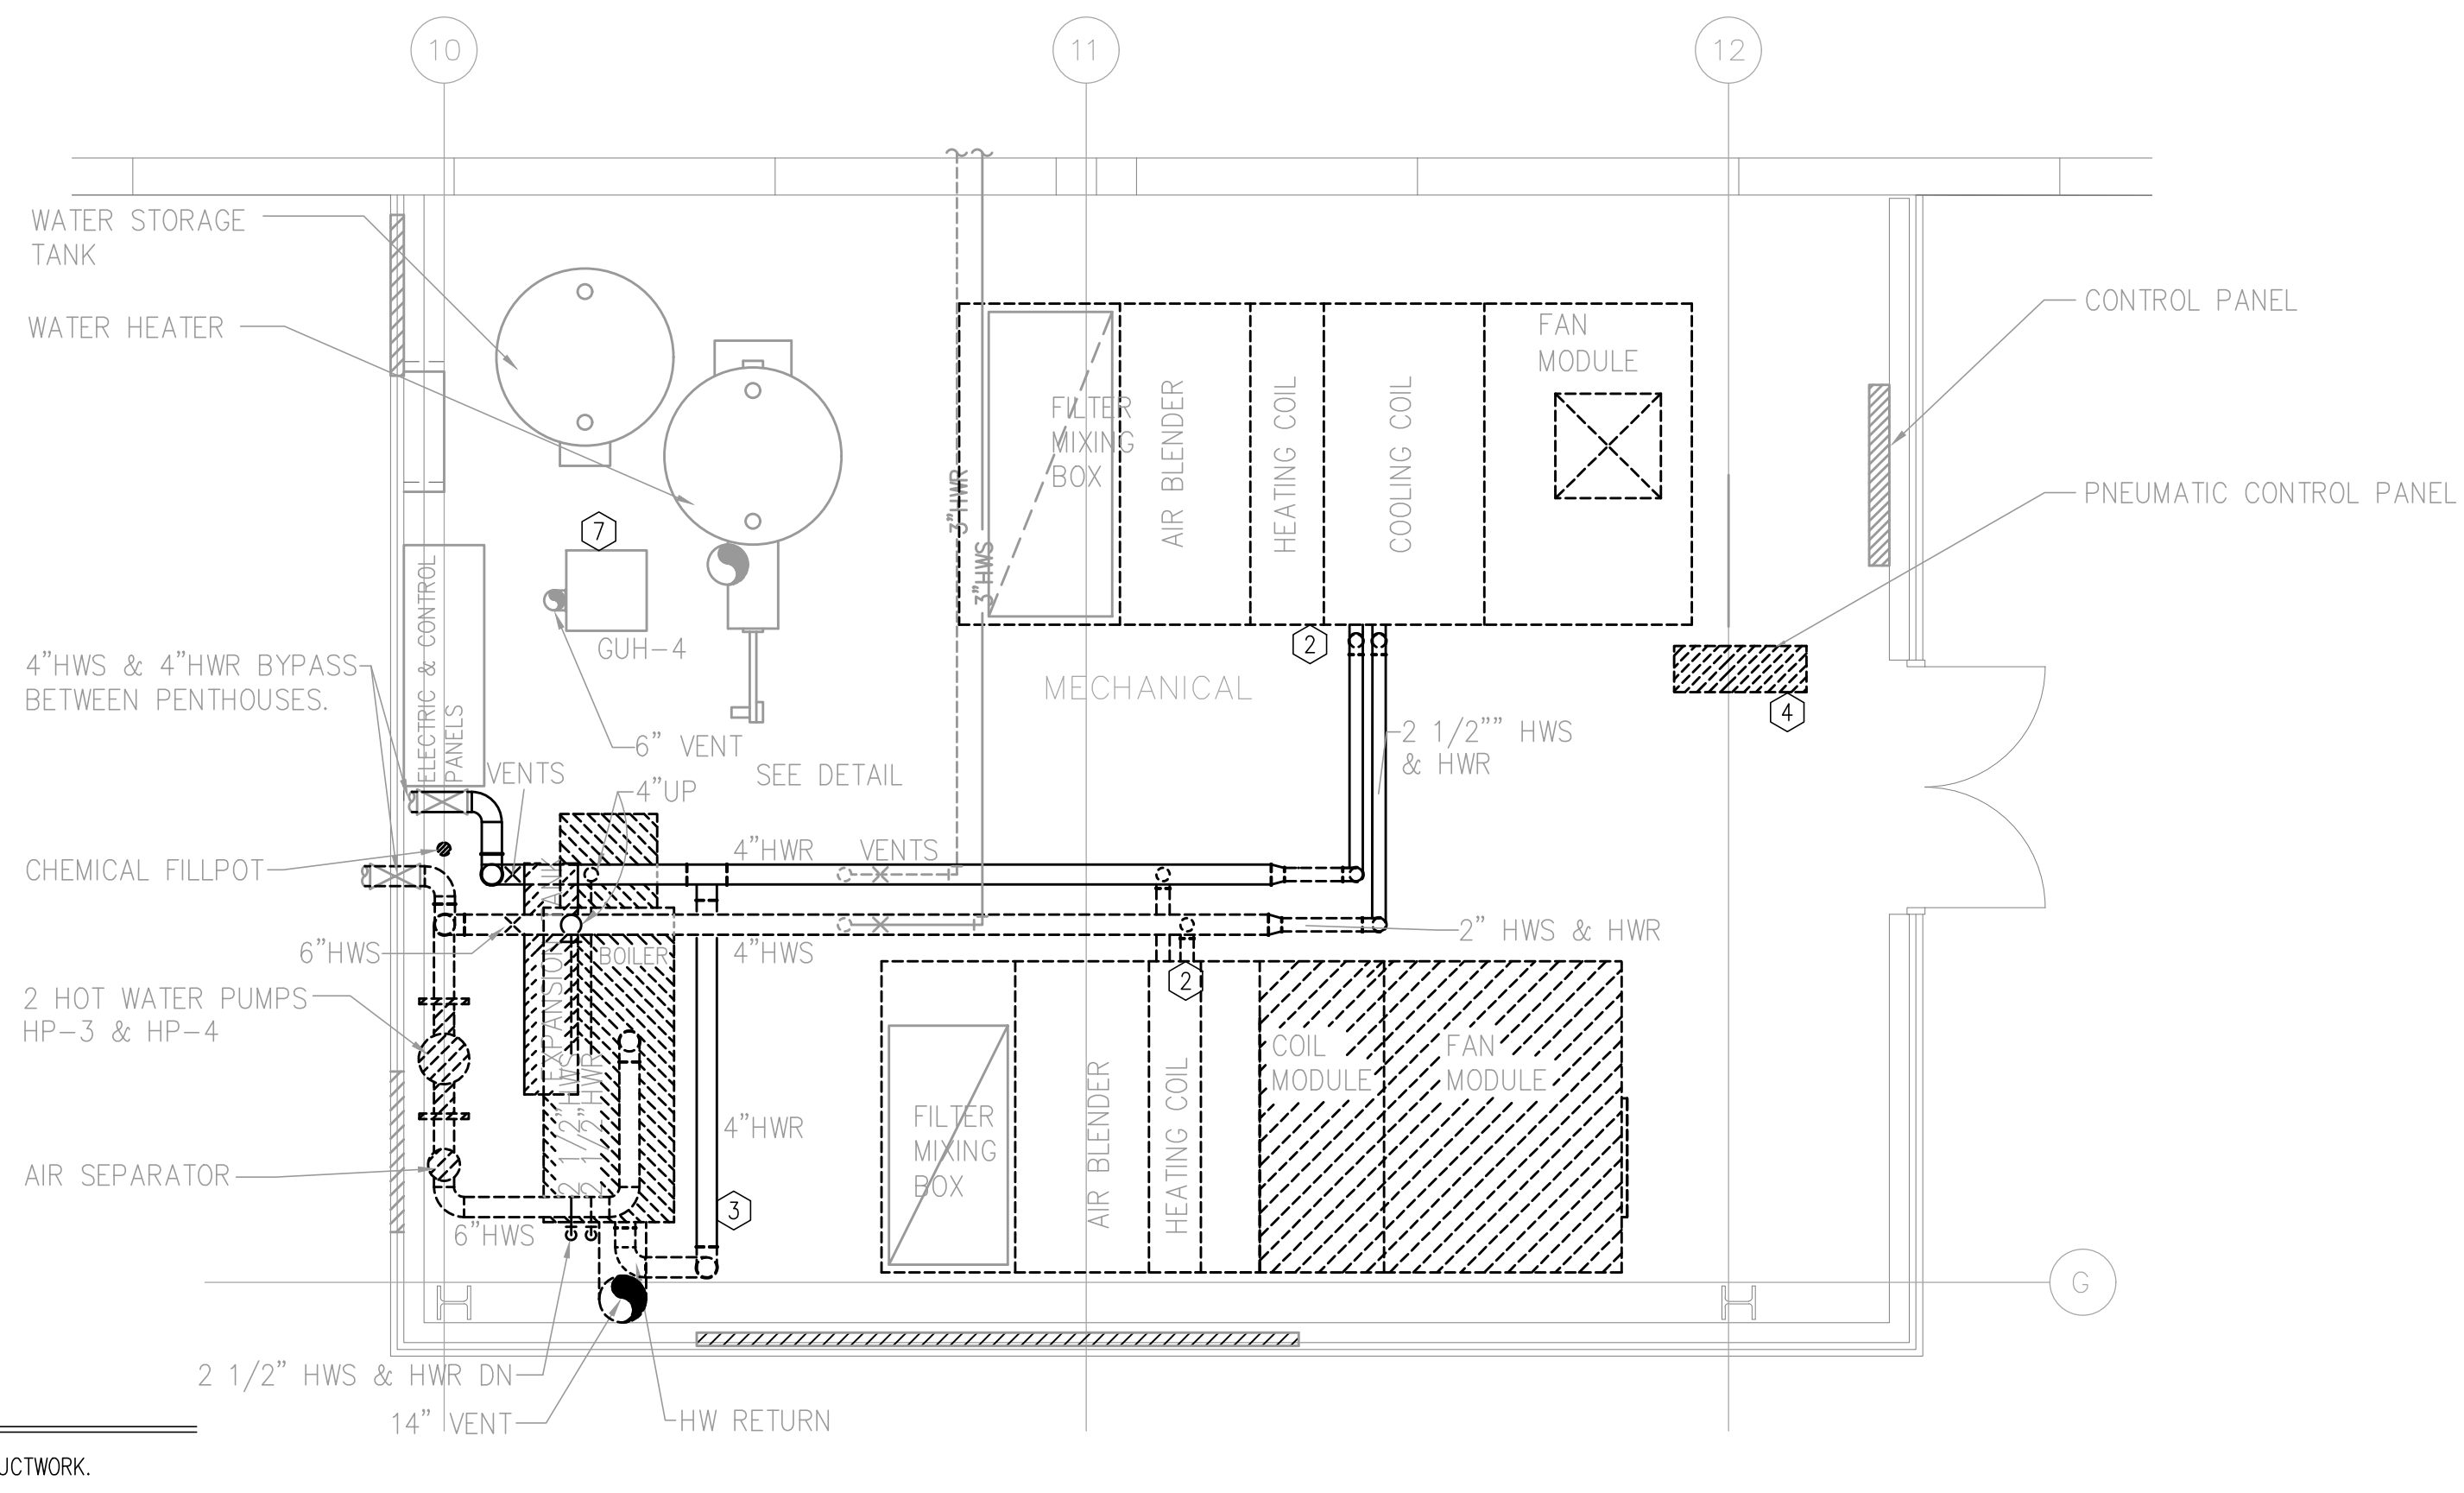 10
11
12
WATER STORAGE
TANK
WATER HEATER
CONTROL PANEL
PNEUMATIC CONTROL PANEL
FAN
MODULE
FILTER
MIXING
BOX
AIR BLENDER
HEATING COIL
COOLING COIL
3"HWR
3"HWS
7
GUH-4
2
4
MECHANICAL
4"HWS & 4"HWR BYPASS
BETWEEN PENTHOUSES.
ELECTRIC & CONTROL
PANELS
6" VENT
VENTS
SEE DETAIL
4"UP
2 1/2"" HWS
& HWR
CHEMICAL FILLPOT
4"HWR
VENTS
6"HWS
4"HWS
2" HWS & HWR
BOILER
EXPANSION TANK
2 1/2"HWS
2 1/2"HWR
2 HOT WATER PUMPS
HP-3 & HP-4
2
COIL
MODULE
FAN
MODULE
FILTER
MIXING
BOX
AIR BLENDER
HEATING COIL
4"HWR
AIR SEPARATOR
3
6"HWS
G
2 1/2" HWS & HWR DN
14" VENT
HW RETURN
UCTWORK.